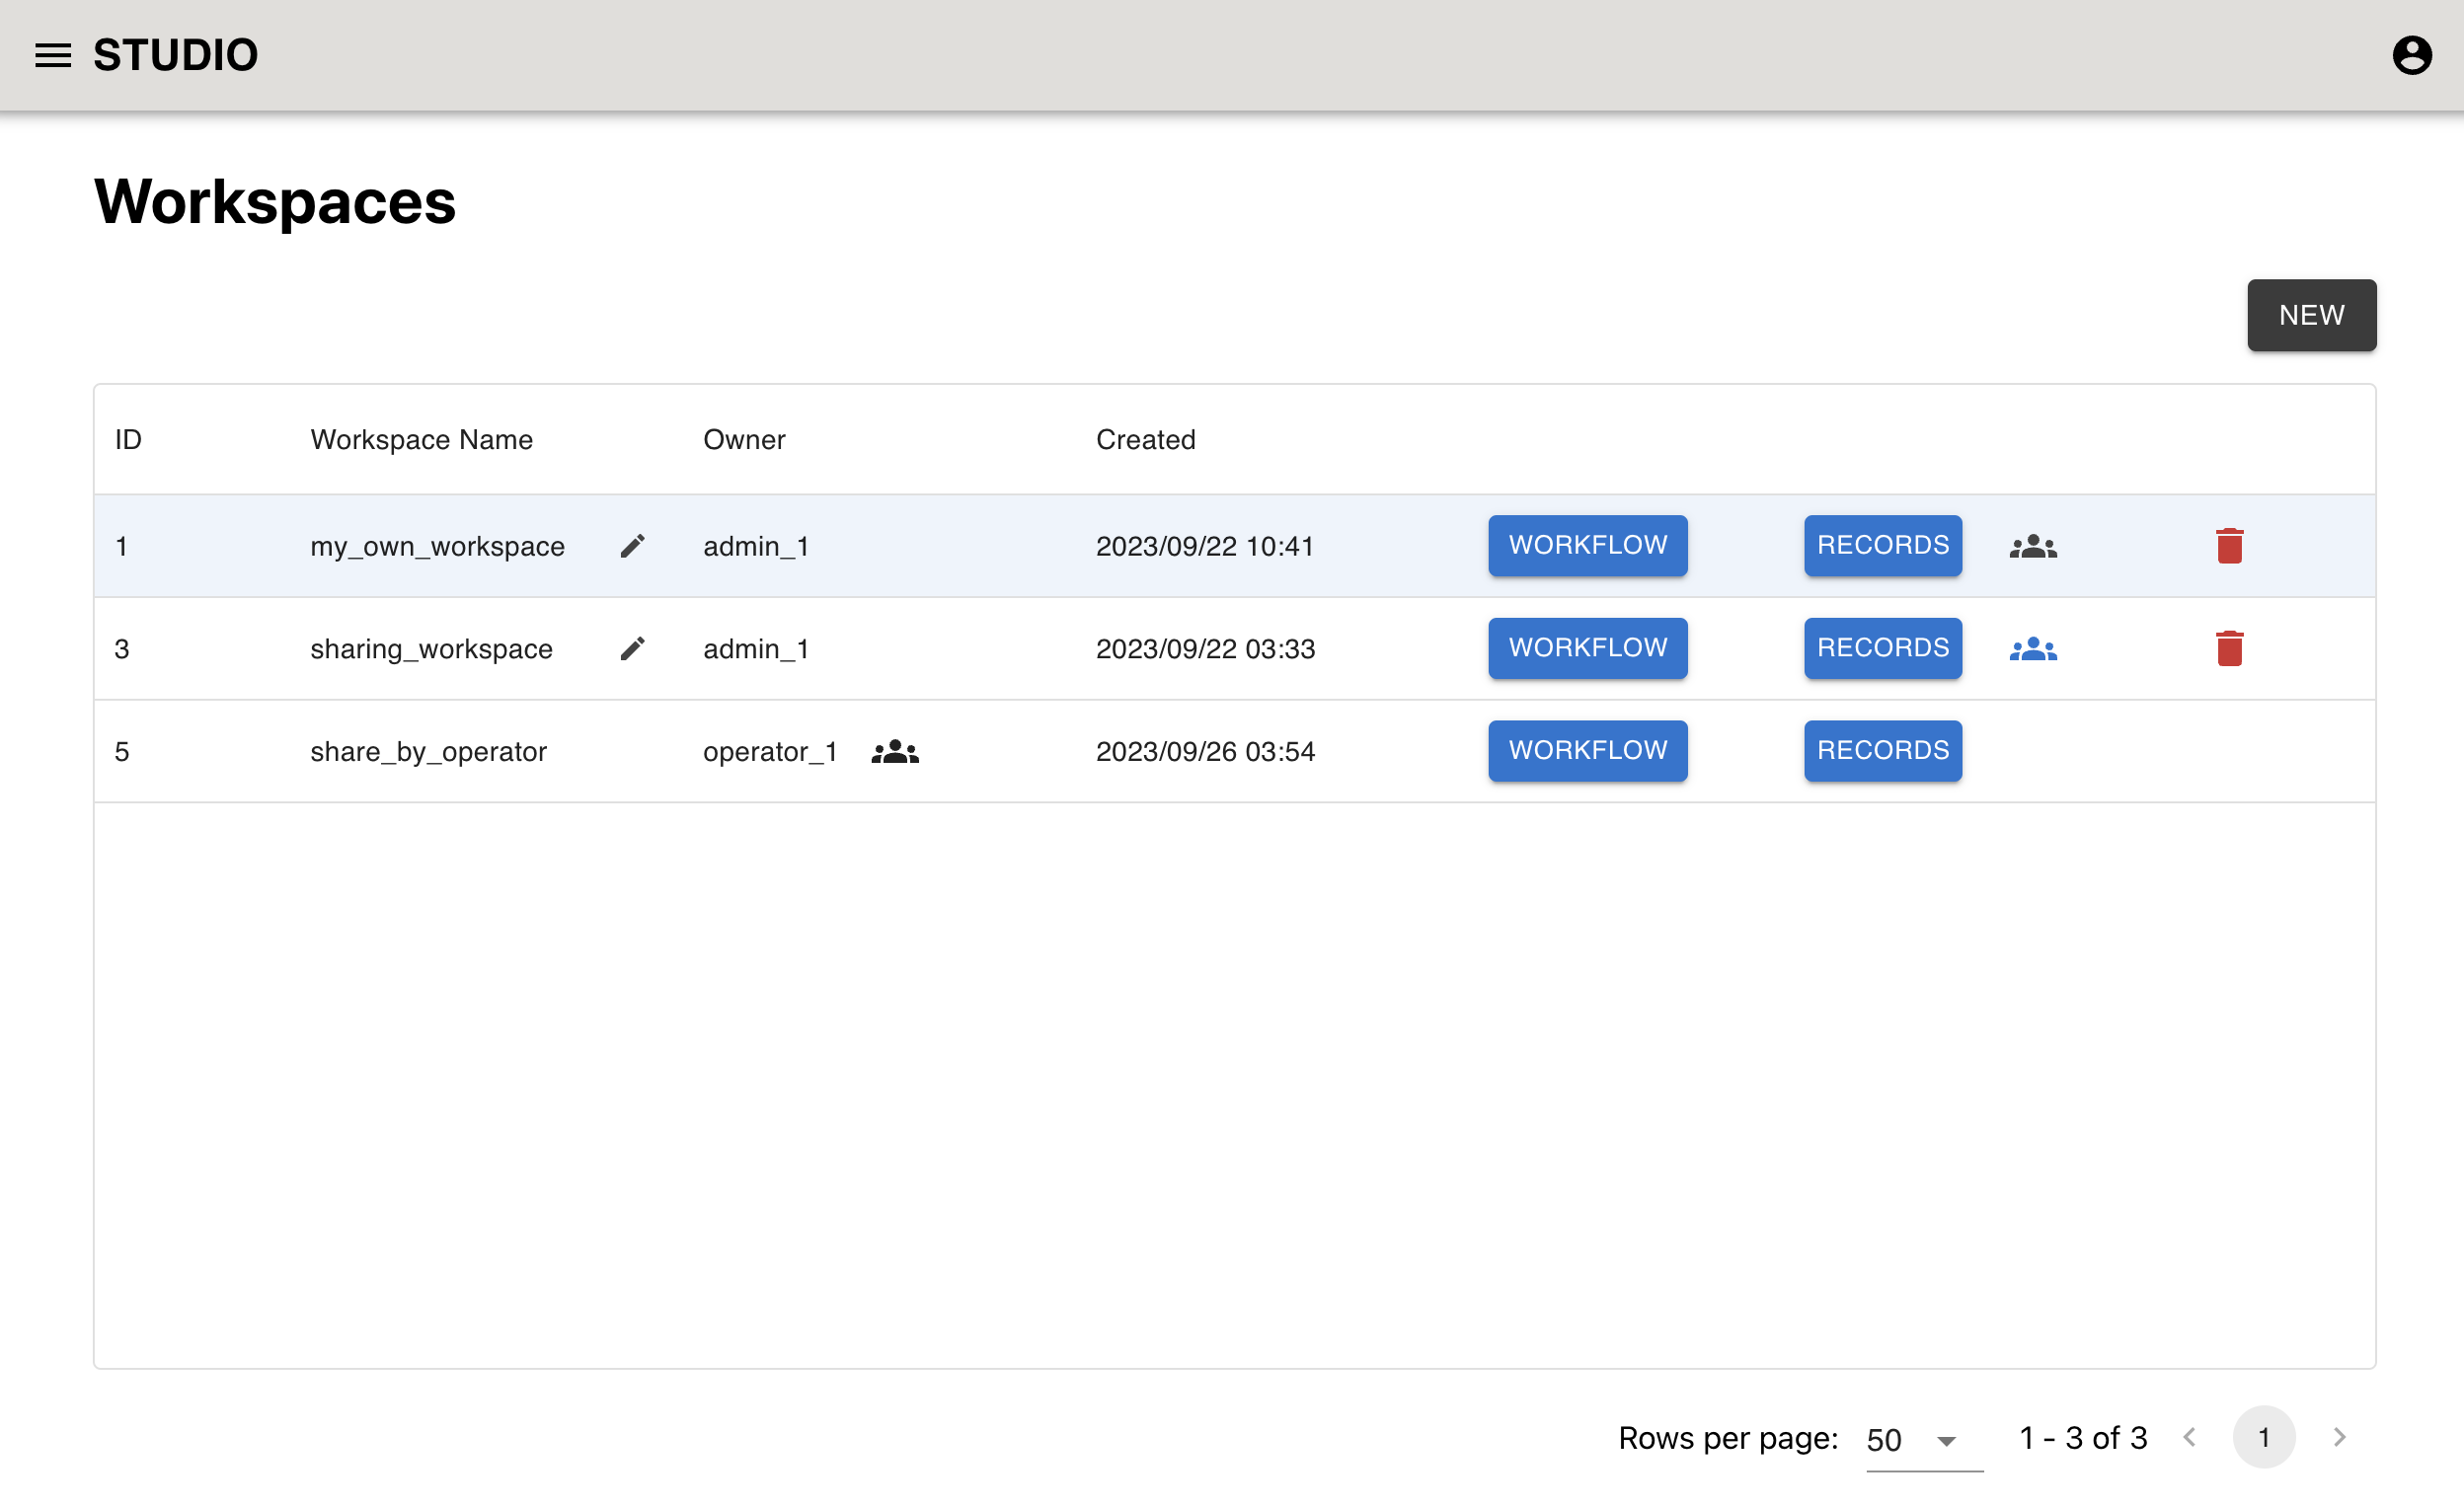 STUDIO
Workspaces
NEW
ID Workspace Name Owner Created
1 my_own_workspace admin_1 2023/09/22 10:41 WORKFLOW RECORDS
3 sharing_workspace admin_1 2023/09/22 03:33 WORKFLOW RECORDS
5 share_by_operator operator_1 2023/09/26 03:54 WORKFLOW RECORDS
Rows per page: 50 1 - 3 of 3 1